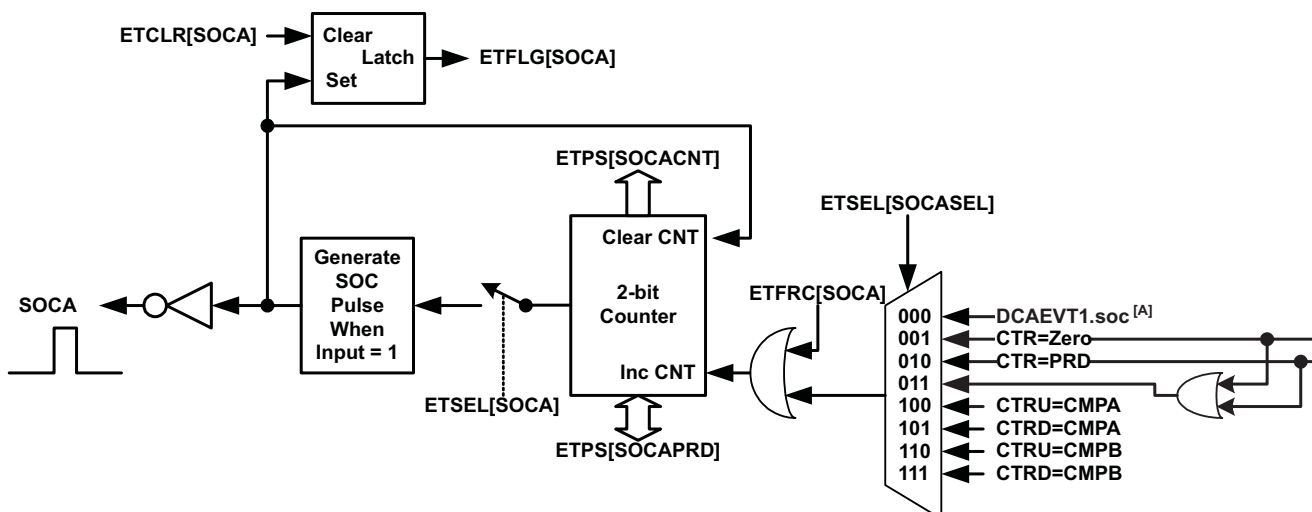 ETCLR[SOCA]
Clear
Latch
Set
ETFLG[SOCA]
ETPS[SOCACNT]
ETSEL[SOCASEL]
Clear CNT
2-bit
Counter
Inc CNT
Generate
SOC
Pulse
When
Input = 1
SOCA
ETSEL[SOCA]
ETPS[SOCAPRD]
ETFRC[SOCA]
000 DCAEVT1.soc [A]
001 CTR=Zero
010 CTR=PRD
011
100 CTRU=CMPA
101 CTRD=CMPA
110 CTRU=CMPB
111 CTRD=CMPB